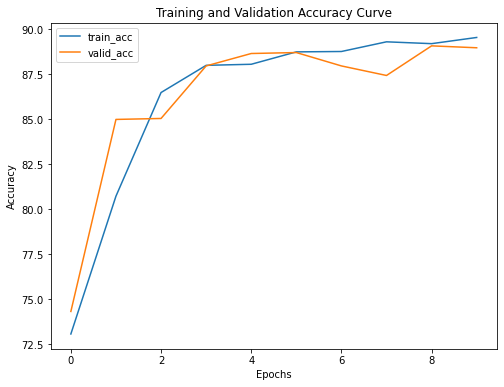 Training and Validation Accuracy Curve
train_acc
valid_acc
90.0
87.5
85.0
82.5
80.0
77.5
75.0
72.5
Accuracy
0 2 4 6 8
Epochs